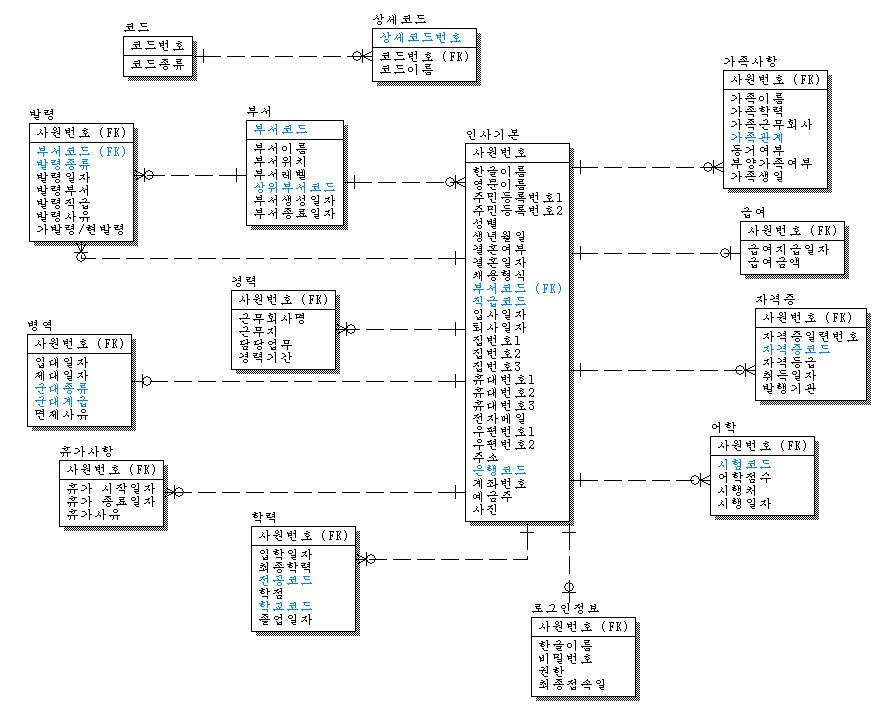 코드
코드번호
코드종류
상세코드
상세코드번호
코드번호 (FK)
코드이름
가족사항
사원번호 (FK)
가족이름
가족학력
가족근무회사
가족관계
동거여부
부양가족여부
가족생일
발령
사원번호 (FK)
부서코드 (FK)
발령종류
발령일자
발령부서
발령직급
발령사유
가발령/현발령
부서
부서코드
부서이름
부서위치
부서레벨
상위부서코드
부서생성일자
부서종료일자
인사기본
사원번호
한글이름
영문이름
주민등록번호1
주민등록번호2
성별
생년월일
결혼여부
결혼일자
채용형식
부서코드 (FK)
직급코드
입사일자
퇴사일자
집번호1
집번호2
집번호3
휴대번호1
휴대번호2
휴대번호3
전자메일
우편번호1
우편번호2
주소
은행코드
계좌번호
예금주
사진
급여
사원번호 (FK)
급여지급일자
급여금액
경력
사원번호 (FK)
근무회사명
근무지
담당업무
경력기간
자격증
사원번호 (FK)
자격증일련번호
자격증코드
자격등급
취득일자
발행기관
병역
사원번호 (FK)
입대일자
제대일자
군대종류
군대계급
면제사유
어학
사원번호 (FK)
시험코드
어학점수
시행처
시행일자
휴가사항
사원번호 (FK)
휴가 시작일자
휴가 종료일자
휴가사유
학력
사원번호 (FK)
입학일자
최종학력
전공코드
학점
학교코드
졸업일자
로그인정보
사원번호 (FK)
한글이름
비밀번호
권한
최종접속일